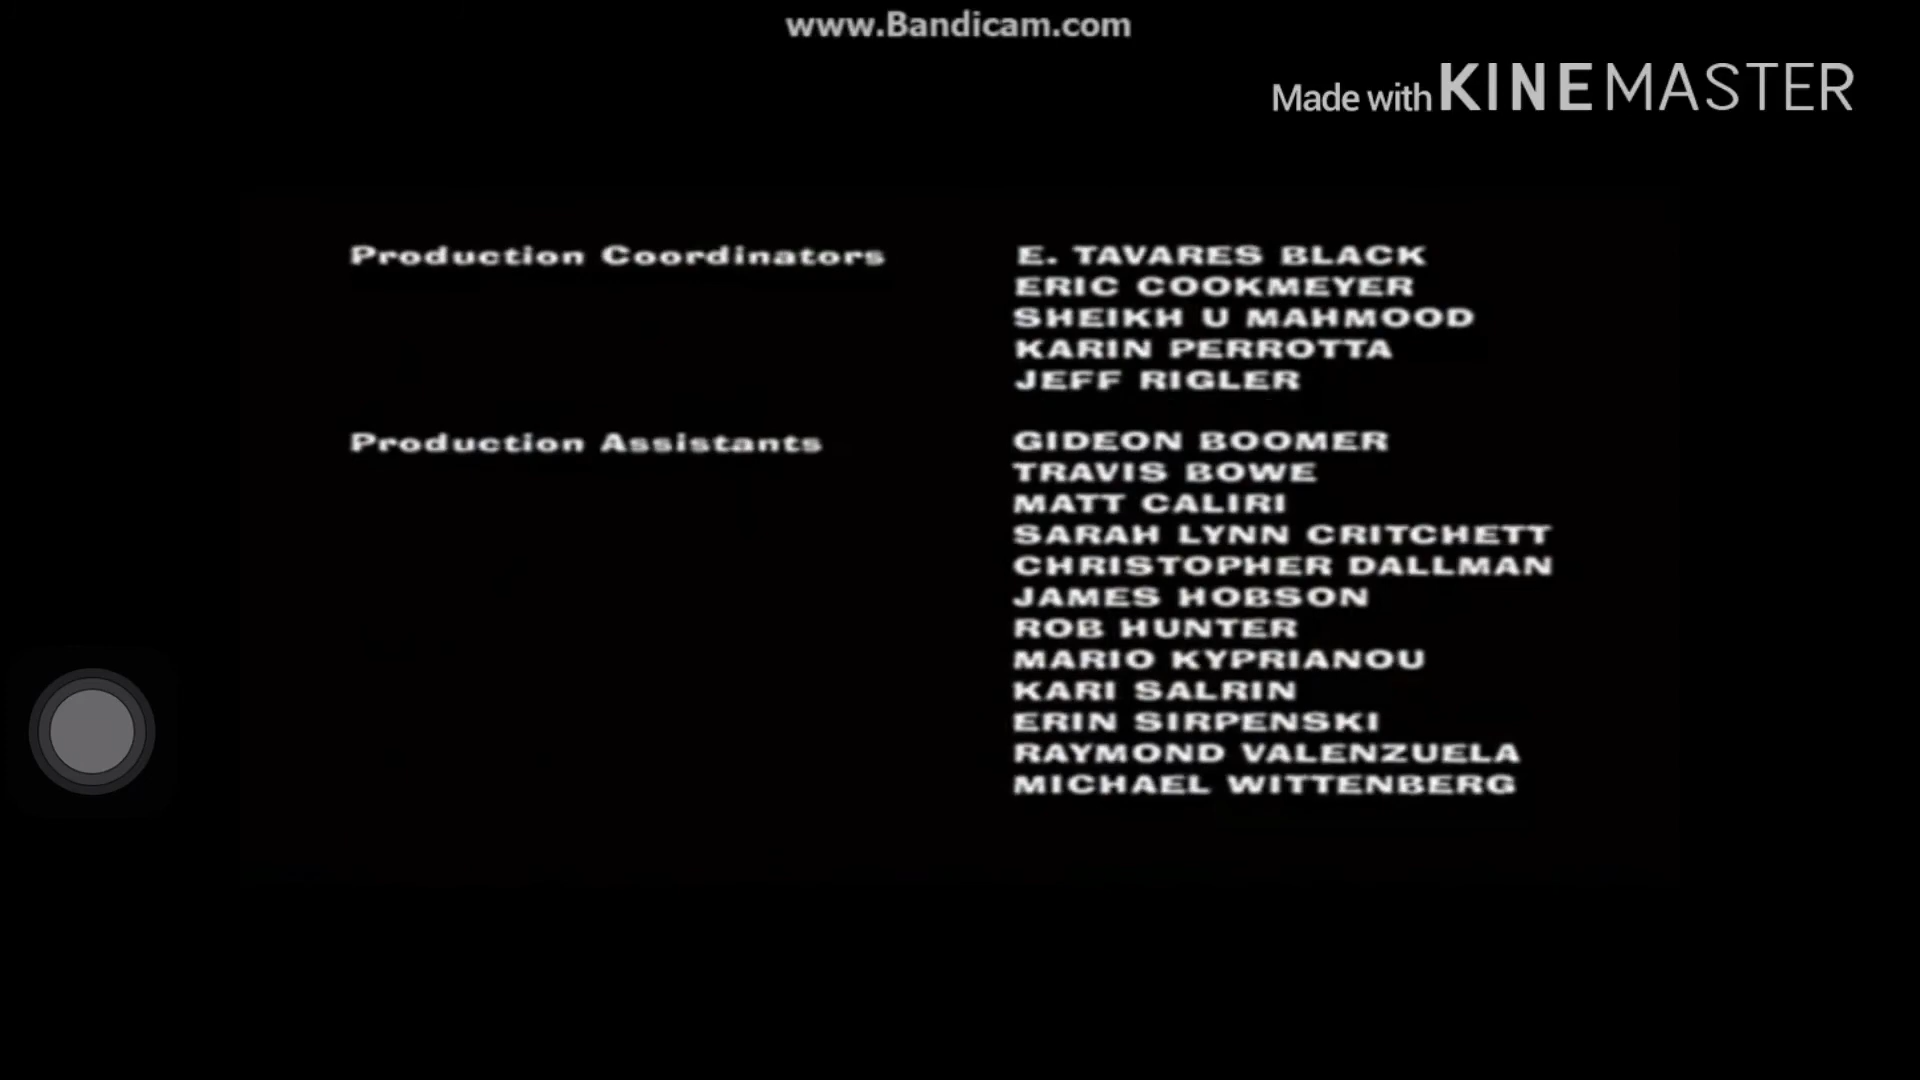 www.Bandicam.com
Made with KINEMASTER
Production Coordinators E. TAVARES BLACK
ERIC COOKMEYER
SHEIKH U MAHMOOD
KARIN PERROTTA
JEFF RIGLER
Production Assistants GIDEON BOOMER
TRAVIS BOWE
MATT CALIRI
SARAH LYNN CRITCHETT
CHRISTOPHER DALLMAN
JAMES HOBSON
ROB HUNTER
MARIO KYPRIANOU
KARI SALRIN
ERIN SIRPENSKI
RAYMOND VALENZUELA
MICHAEL WITTENBERG